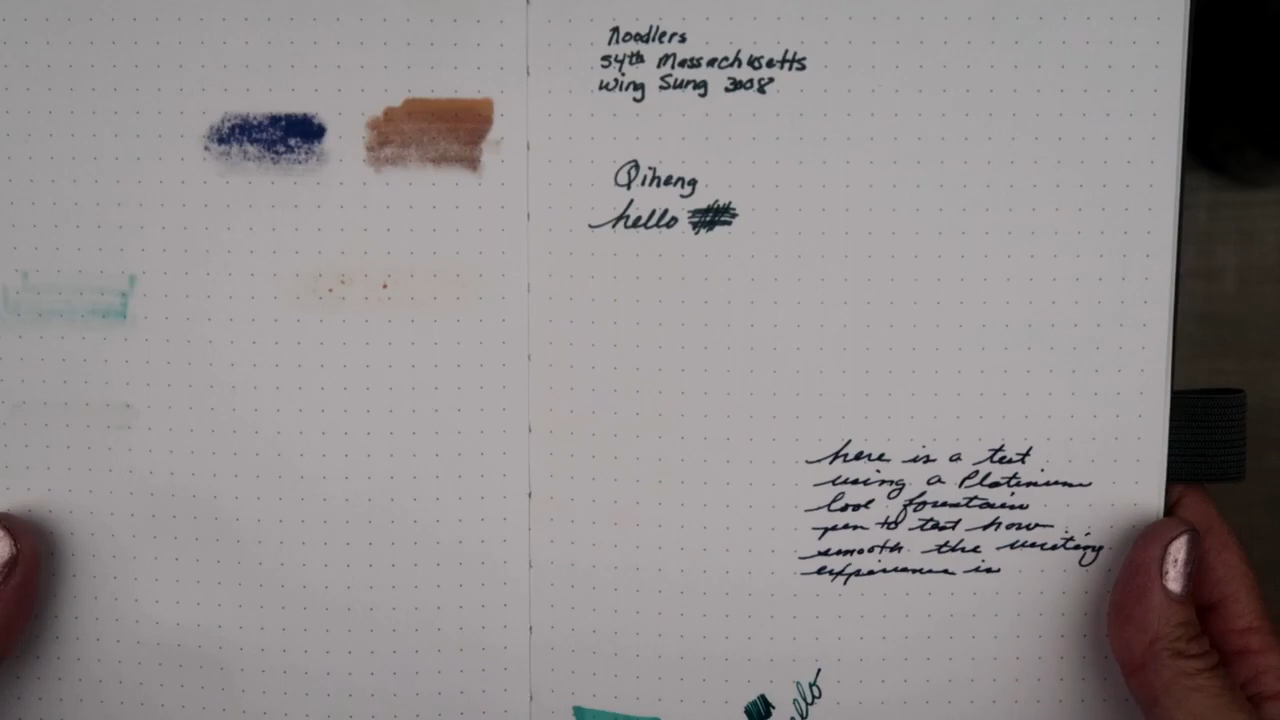 Noodlers
54th Massachusetts
wing Sung 3008
Qiheng
hello
here is a test
using a Platinum
Cool fountain
pen to test how
smooth the writing
experience is
hello